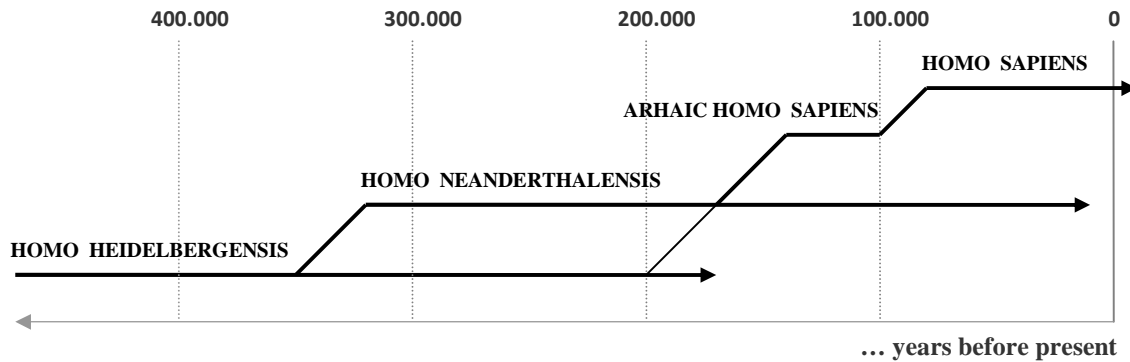 400.000 300.000 200.000 100.000 0
HOMO SAPIENS
ARHAIC HOMO SAPIENS
HOMO NEANDERTHALENSIS
HOMO HEIDELBERGENSIS
... years before present